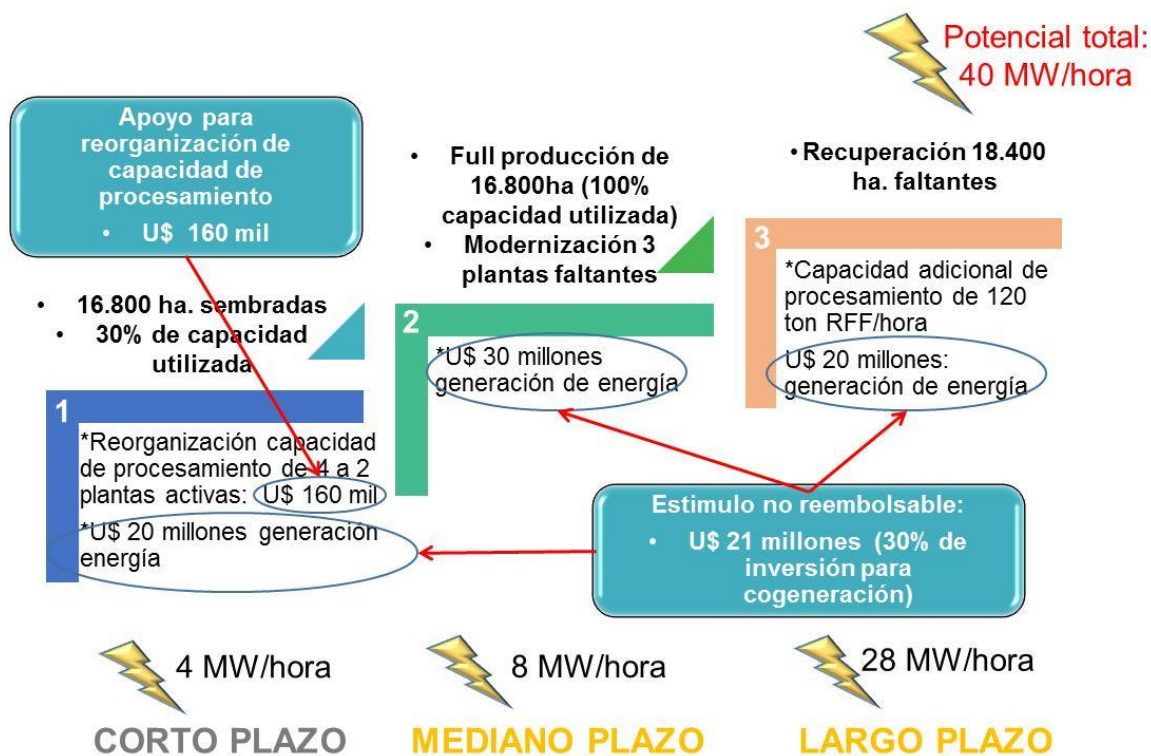 Potencial total:
40 MW/hora
Apoyo para
reorganización de
capacidad de
procesamiento
• U$ 160 mil
• 16.800 ha. sembradas
• 30% de capacidad
utilizada
1
*Reorganización capacidad
de procesamiento de 4 a 2
plantas activas: U$ 160 mil
*U$ 20 millones generación
energía
• Full producción de
16.800ha (100%
capacidad utilizada)
• Modernización 3
plantas faltantes
2
*U$ 30 millones
generación de energía
• Recuperación 18.400
ha. faltantes
3
*Capacidad adicional de
procesamiento de 120
ton RFF/hora
U$ 20 millones:
generación de energía
Estimulo no reembolsable:
• U$ 21 millones (30% de
inversión para
cogeneración)
4 MW/hora
8 MW/hora
28 MW/hora
CORTO PLAZO
MEDIANO PLAZO
LARGO PLAZO